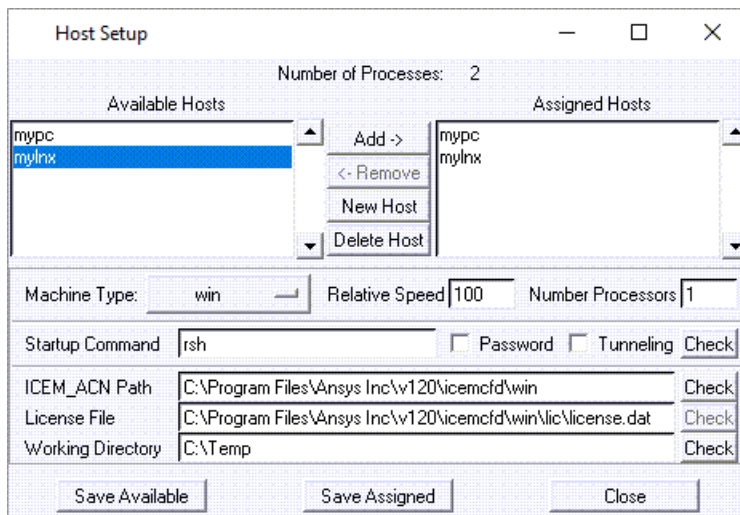 Host Setup
Number of Processes: 2
Available Hosts
Assigned Hosts
mypc
mylnx
Add ->
<- Remove
New Host
Delete Host
mypc
mylnx
Machine Type: win Relative Speed 100 Number Processors 1
Startup Command rsh Password Tunneling Check
ICEM_ACN Path C:\Program Files\Ansys Inc\v120\icemcfd\win Check
License File C:\Program Files\Ansys Inc\v120\icemcfd\win\lic\license.dat Check
Working Directory C:\Temp Check
Save Available Save Assigned Close